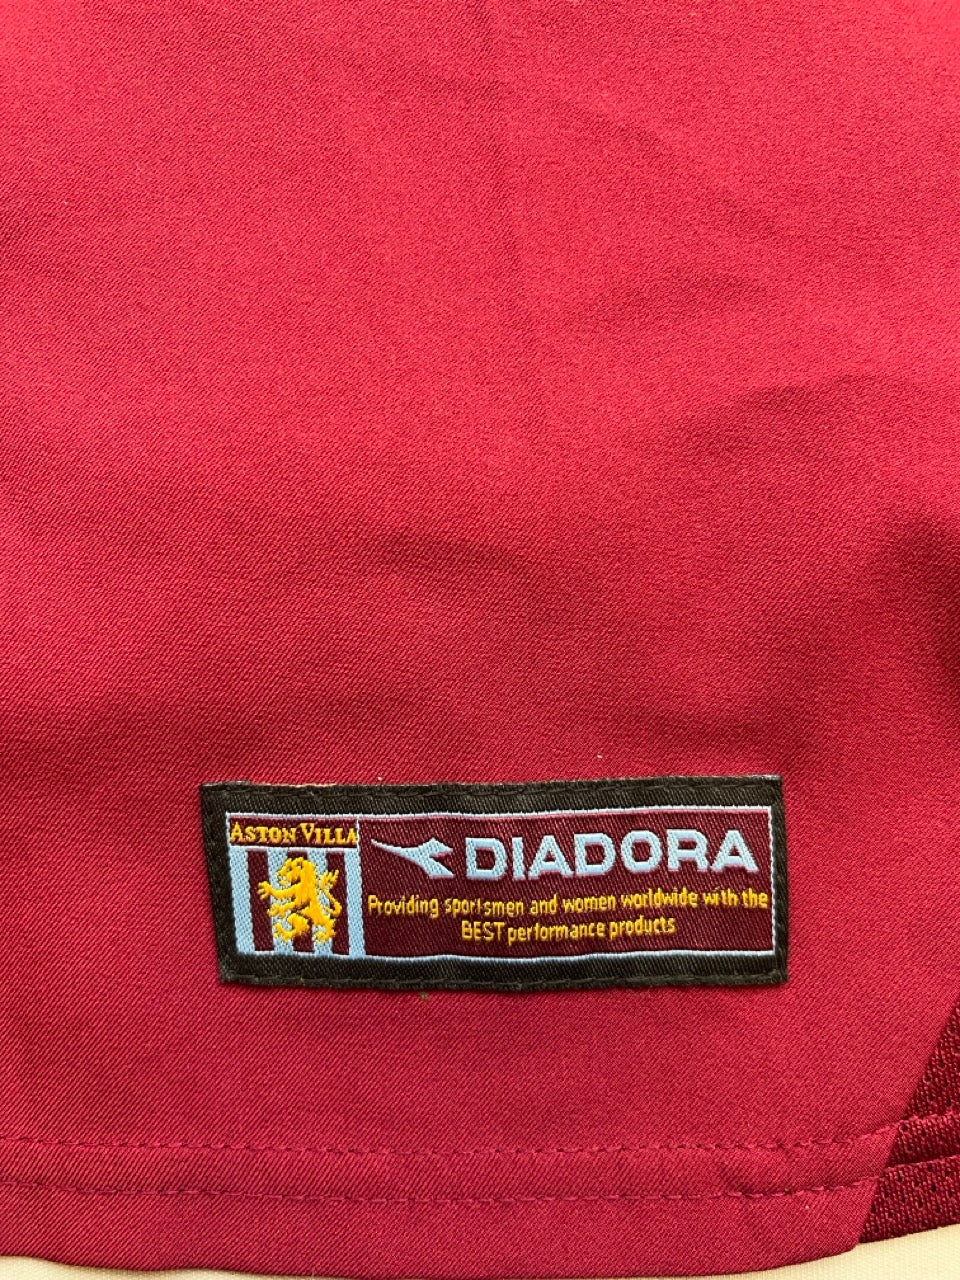 ASTON VILLA
DIADORA
Providing sportsmen and women worldwide with the
BEST performance products